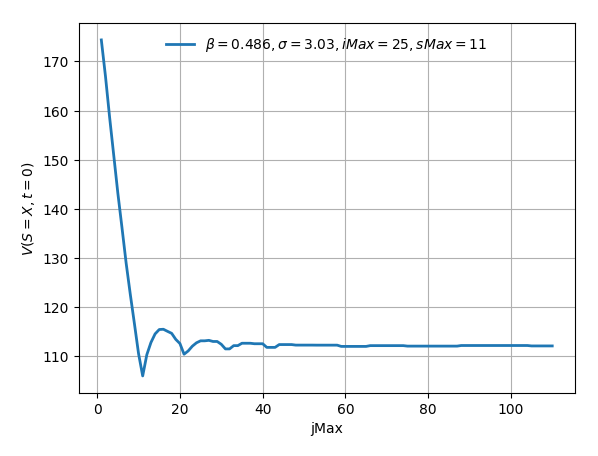 β = 0.486, σ = 3.03, iMax = 25, sMax = 11
170
160
150
140
130
120
110
V(S = X, t = 0)
0 20 40 60 80 100
jMax